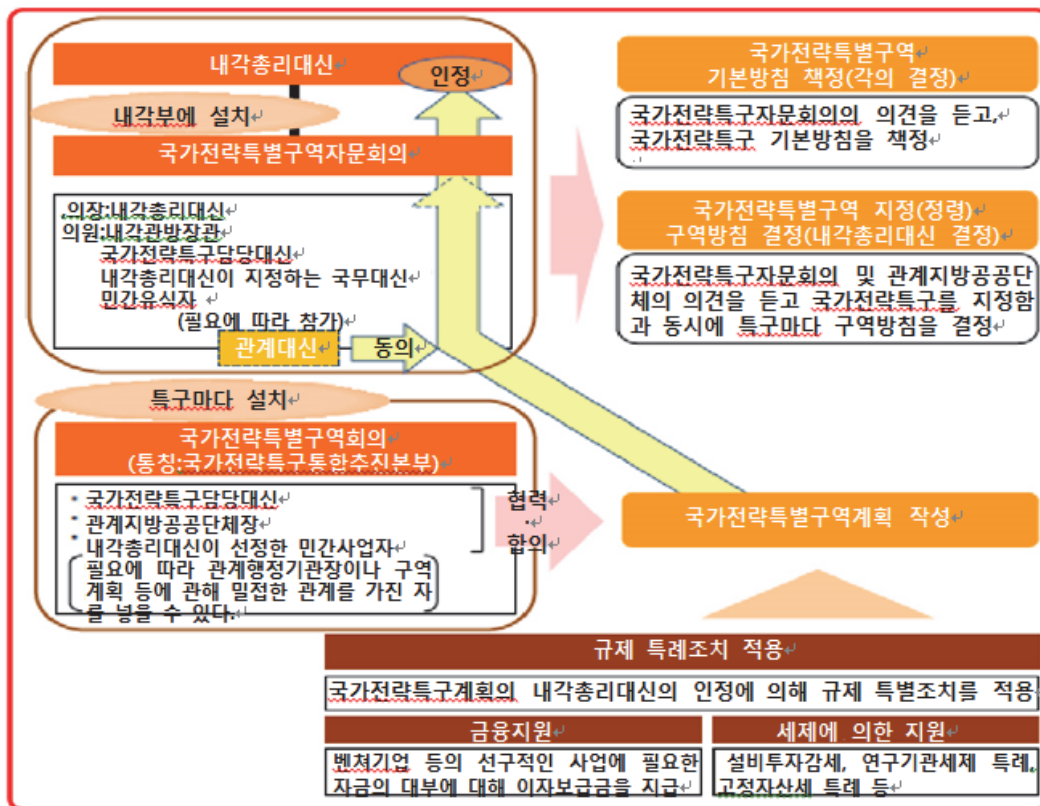 내각총리대신
인정
내각부에 설치
국가전략특별구역자문회의
.의장:내각총리대신
의원:내각관방장관
국가전략특구담당대신
내각총리대신이 지정하는 국무대신
민간유식자
(필요에 따라 참가)
관계대신
동의
국가전략특별구역
기본방침 책정(각의 결정)
국가전략특구자문회의의 의견을 듣고,
국가전략특구 기본방침을 책정
국가전략특별구역 지정(정령)
구역방침 결정(내각총리대신 결정)
국가전략특구자문회의 및 관계지방공공단
체의 의견을 듣고 국가전략특구를 지정함
과 동시에 특구마다 구역방침을 결정
특구마다 설치
국가전략특별구역회의
(통칭:국가전략특구통합추지본부)
* 국가전략특구담당대신
* 관계지방공공단체장
* 내각총리대신이 선정한 민간사업자
필요에 따라 관계행정기관장이나 구역
계획 등에 관해 밀접한 관계를 가진 자
를 넣을 수 있다.
협력
·
합의
국가전략특별구역계획 작성
규제 특례조치 적용
국가전략특구계획의 내각총리대신의 인정에 의해 규제 특별조치를 적용
금융지원
벤쳐기업 등의 선구적인 사업에 필요한
자금의 대부에 대해 이자보급금을 지급
세제에 의한 지원
설비투자감세, 연구기관세제 특례,
고정자산세 특례 등